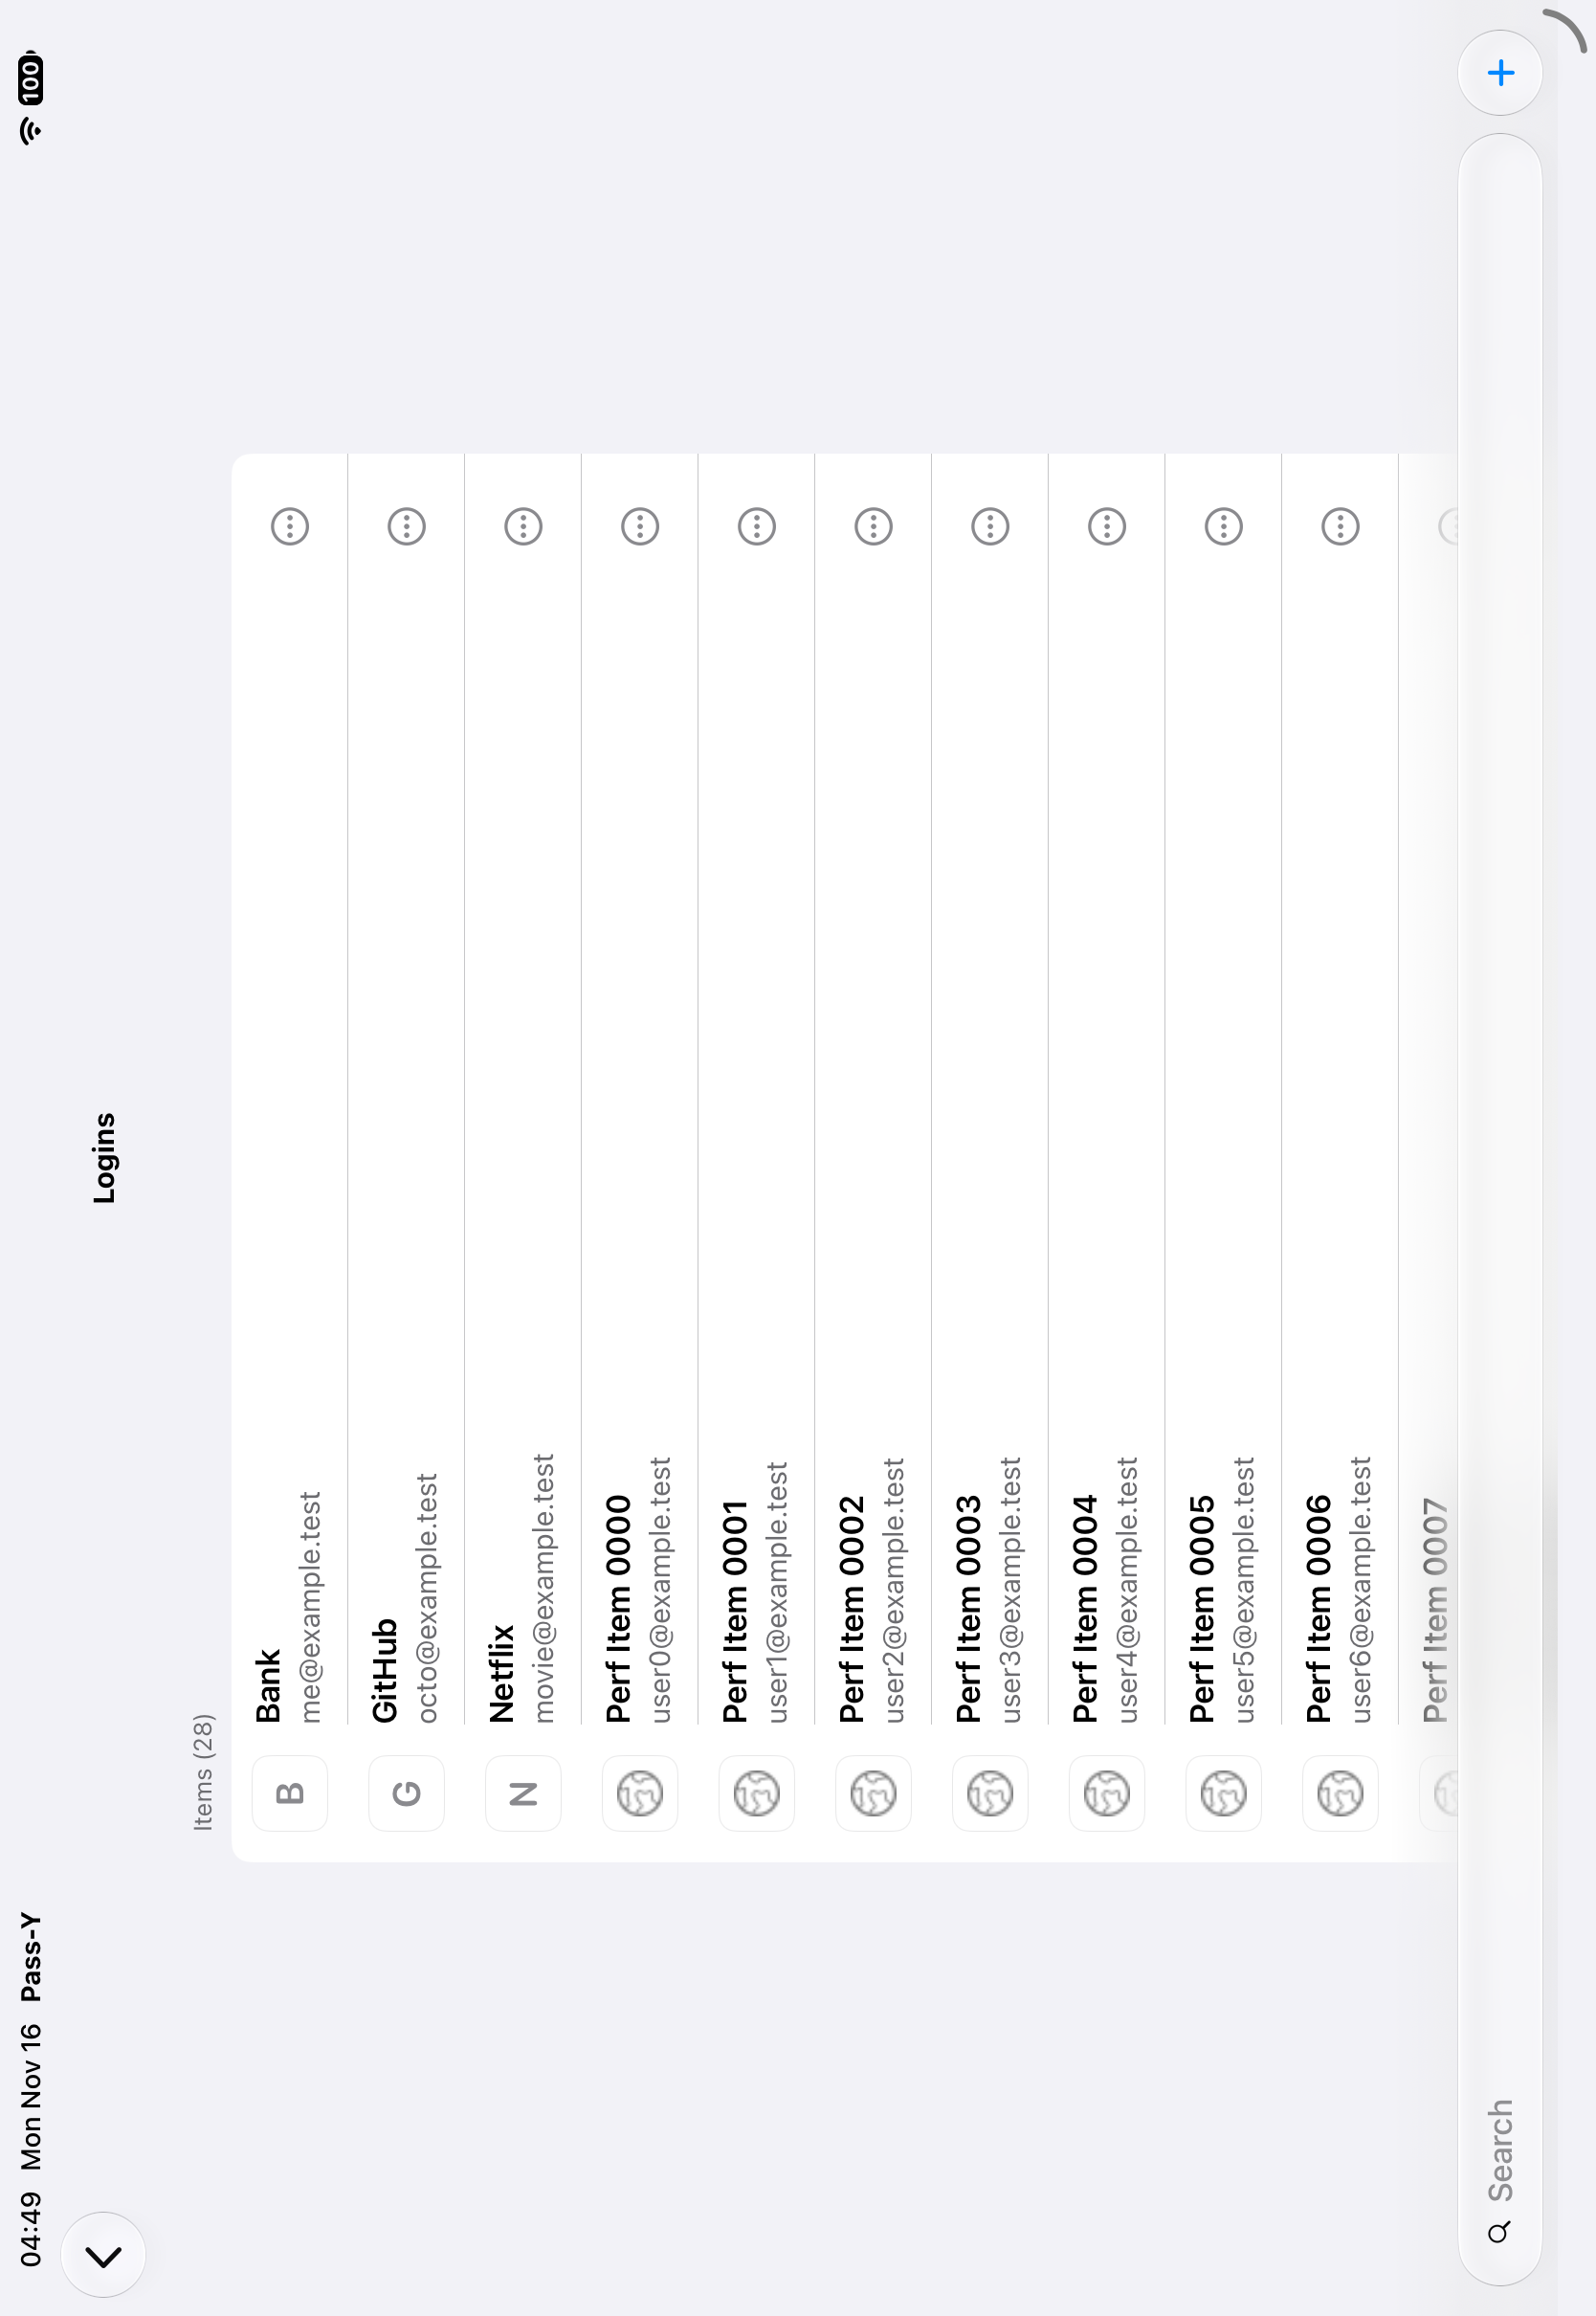 04:49 Mon Nov 16 Pass-Y
100
Logins
Items (28)
B
Bank
me@example.test
G
GitHub
octo@example.test
N
Netflix
movie@example.test
Perf Item 0000
user0@example.test
Perf Item 0001
user1@example.test
Perf Item 0002
user2@example.test
Perf Item 0003
user3@example.test
Perf Item 0004
user4@example.test
Perf Item 0005
user5@example.test
Perf Item 0006
user6@example.test
Perf Item 0007
Search